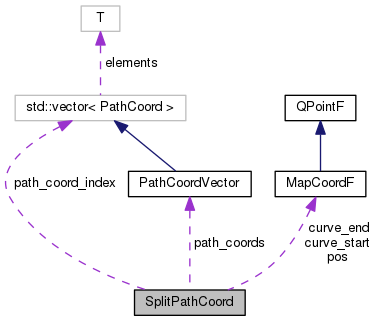 T
elements
std::vector< PathCoord >
QPointF
path_coord_index
PathCoordVector
MapCoordF
path_coords
curve_end
curve_start
pos
SplitPathCoord